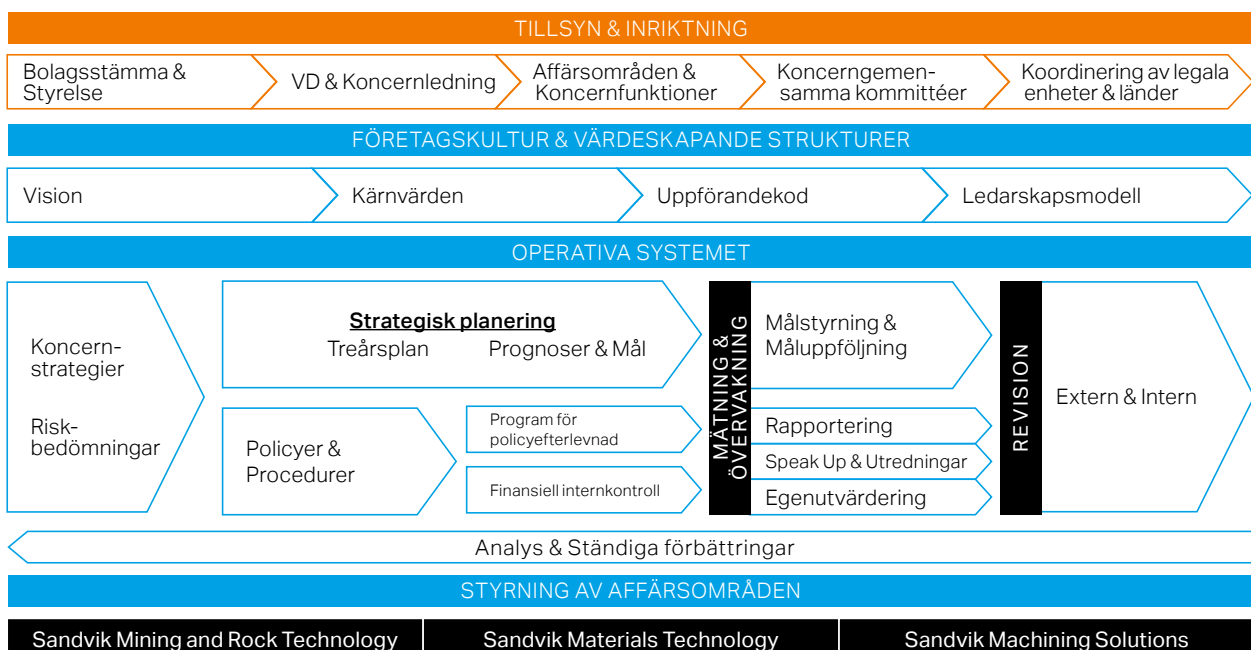 TILLSYN & INRIKTNING
Bolagsstämma &
Styrelse
VD & Koncernledning
Affärsområden &
Koncernfunktioner
Koncerngemen-
samma kommittéer
Koordinering av legala
enheter & länder
FÖRETAGSKULTUR & VÄRDESKAPANDE STRUKTURER
Vision
Kärnvärden
Uppförandekod
Ledarskapsmodell
OPERATIVA SYSTEMET
Koncern-
strategier
Risk-
bedömningar
Strategisk planering
Treårsplan
Prognoser & Mål
Policyer &
Procedurer
Program för
policyefterlevnad
Finansiell internkontroll
MÄTNING &
ÖVERVAKNING
Målstyrning &
Måluppföljning
Rapportering
Speak Up & Utredningar
Egenutvärdering
REVISION
Extern & Intern
Analys & Ständiga förbättringar
STYRNING AV AFFÄRSOMRÅDEN
Sandvik Mining and Rock Technology
Sandvik Materials Technology
Sandvik Machining Solutions